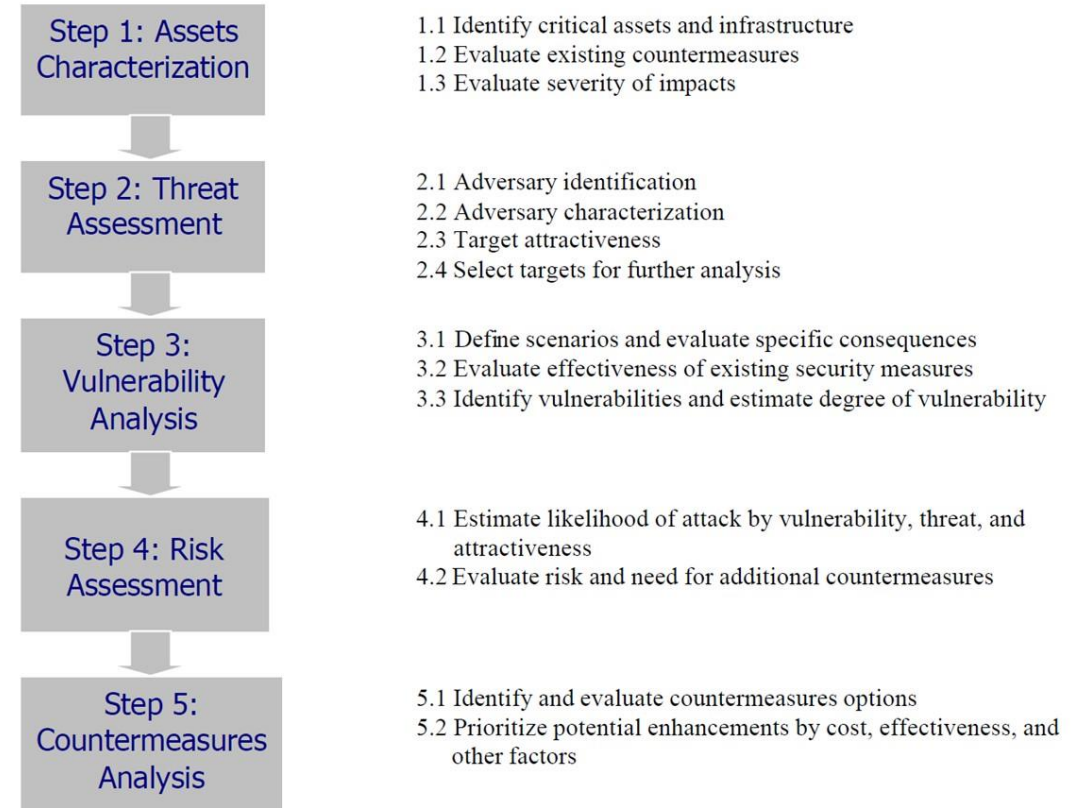 Step 1: Assets
Characterization
1.1 Identify critical assets and infrastructure
1.2 Evaluate existing countermeasures
1.3 Evaluate severity of impacts
Step 2: Threat
Assessment
2.1 Adversary identification
2.2 Adversary characterization
2.3 Target attractiveness
2.4 Select targets for further analysis
Step 3:
Vulnerability
Analysis
3.1 Define scenarios and evaluate specific consequences
3.2 Evaluate effectiveness of existing security measures
3.3 Identify vulnerabilities and estimate degree of vulnerability
Step 4: Risk
Assessment
4.1 Estimate likelihood of attack by vulnerability, threat, and
attractiveness
4.2 Evaluate risk and need for additional countermeasures
Step 5:
Countermeasures
Analysis
5.1 Identify and evaluate countermeasures options
5.2 Prioritize potential enhancements by cost, effectiveness, and
other factors